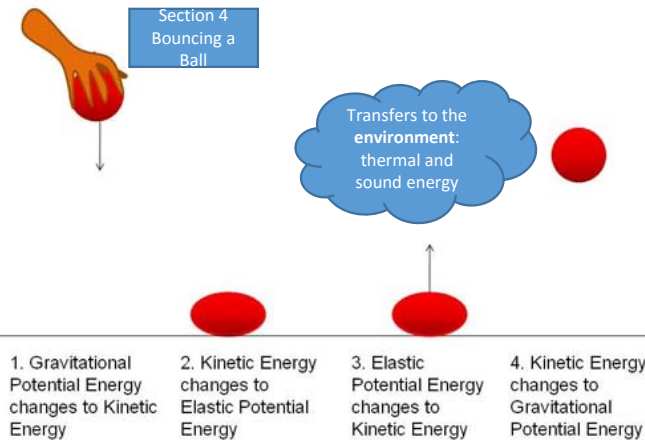 Section 4
Bouncing a
Ball
Transfers to the
environment:
thermal and
sound energy
1. Gravitational
Potential Energy
changes to Kinetic
Energy
2. Kinetic Energy
changes to
Elastic Potential
Energy
3. Elastic
Potential Energy
changes to
Kinetic Energy
4. Kinetic Energy
changes to
Gravitational
Potential Energy